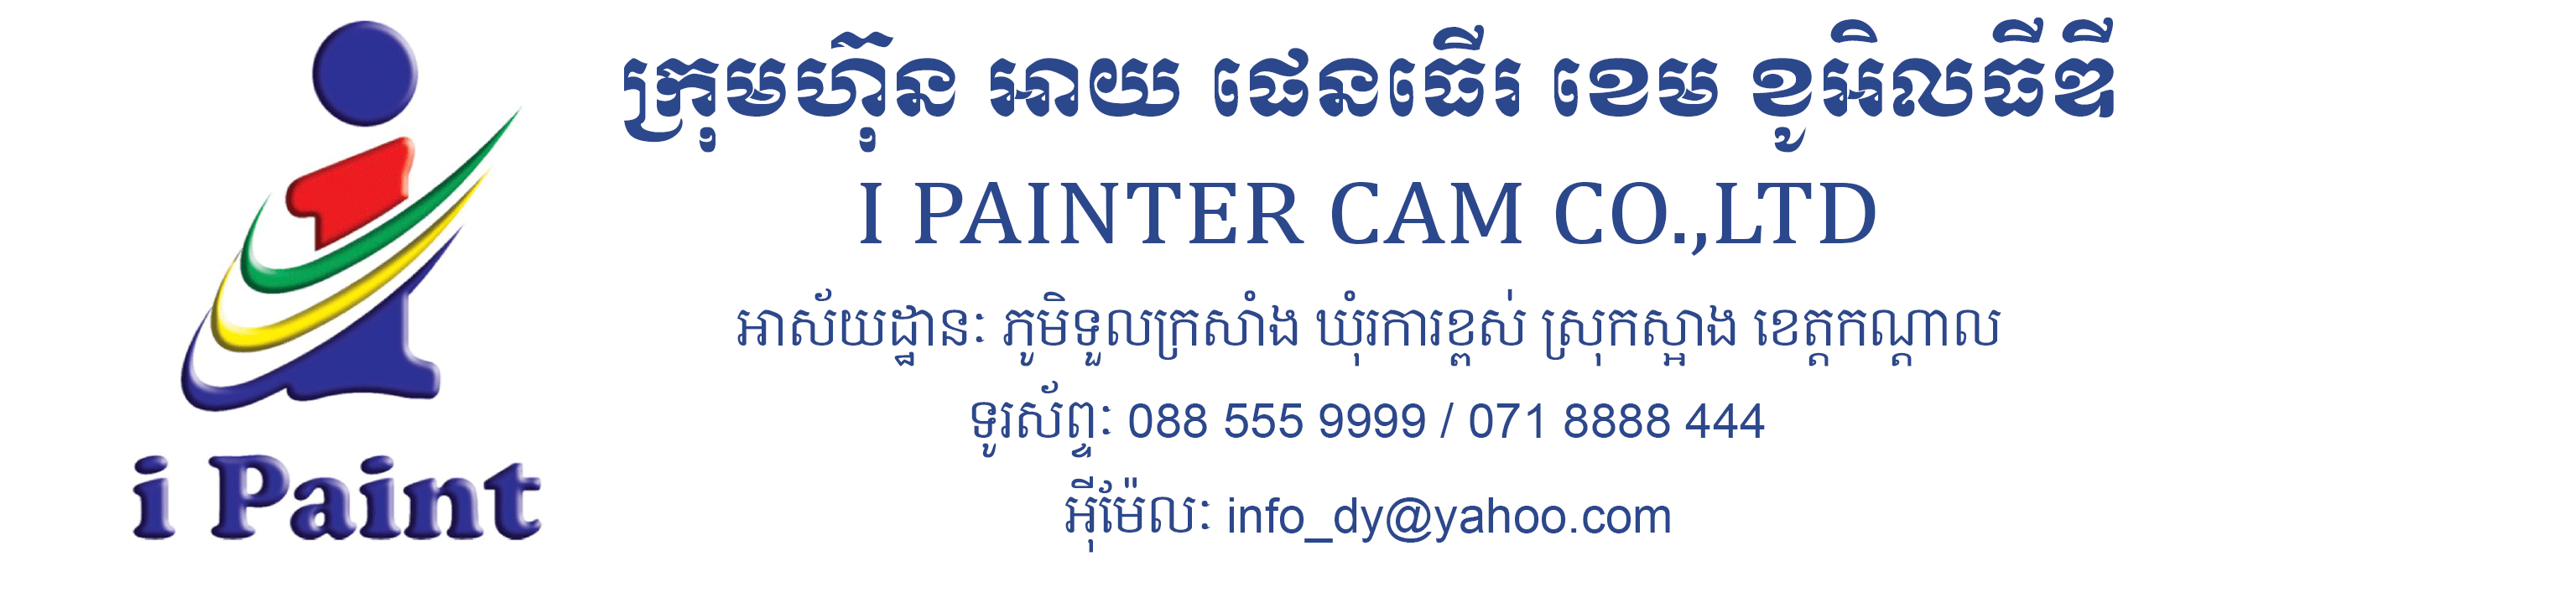 ក្រុមហ៊ុន អាយ ផេនធើរ ខេម ខូអិលធីឌី
I PAINTER CAM CO.,LTD
អាស័យដ្ឋានៈ ភូមិទួលក្រសាំង ឃុំរការខ្ពស់ ស្រុកស្អាង ខេត្តកណ្តាល
ទូរស័ព្ទៈ 088 555 9999 / 071 8888 444
អ៊ីម៉ែលៈ info_dy@yahoo.com
i Paint